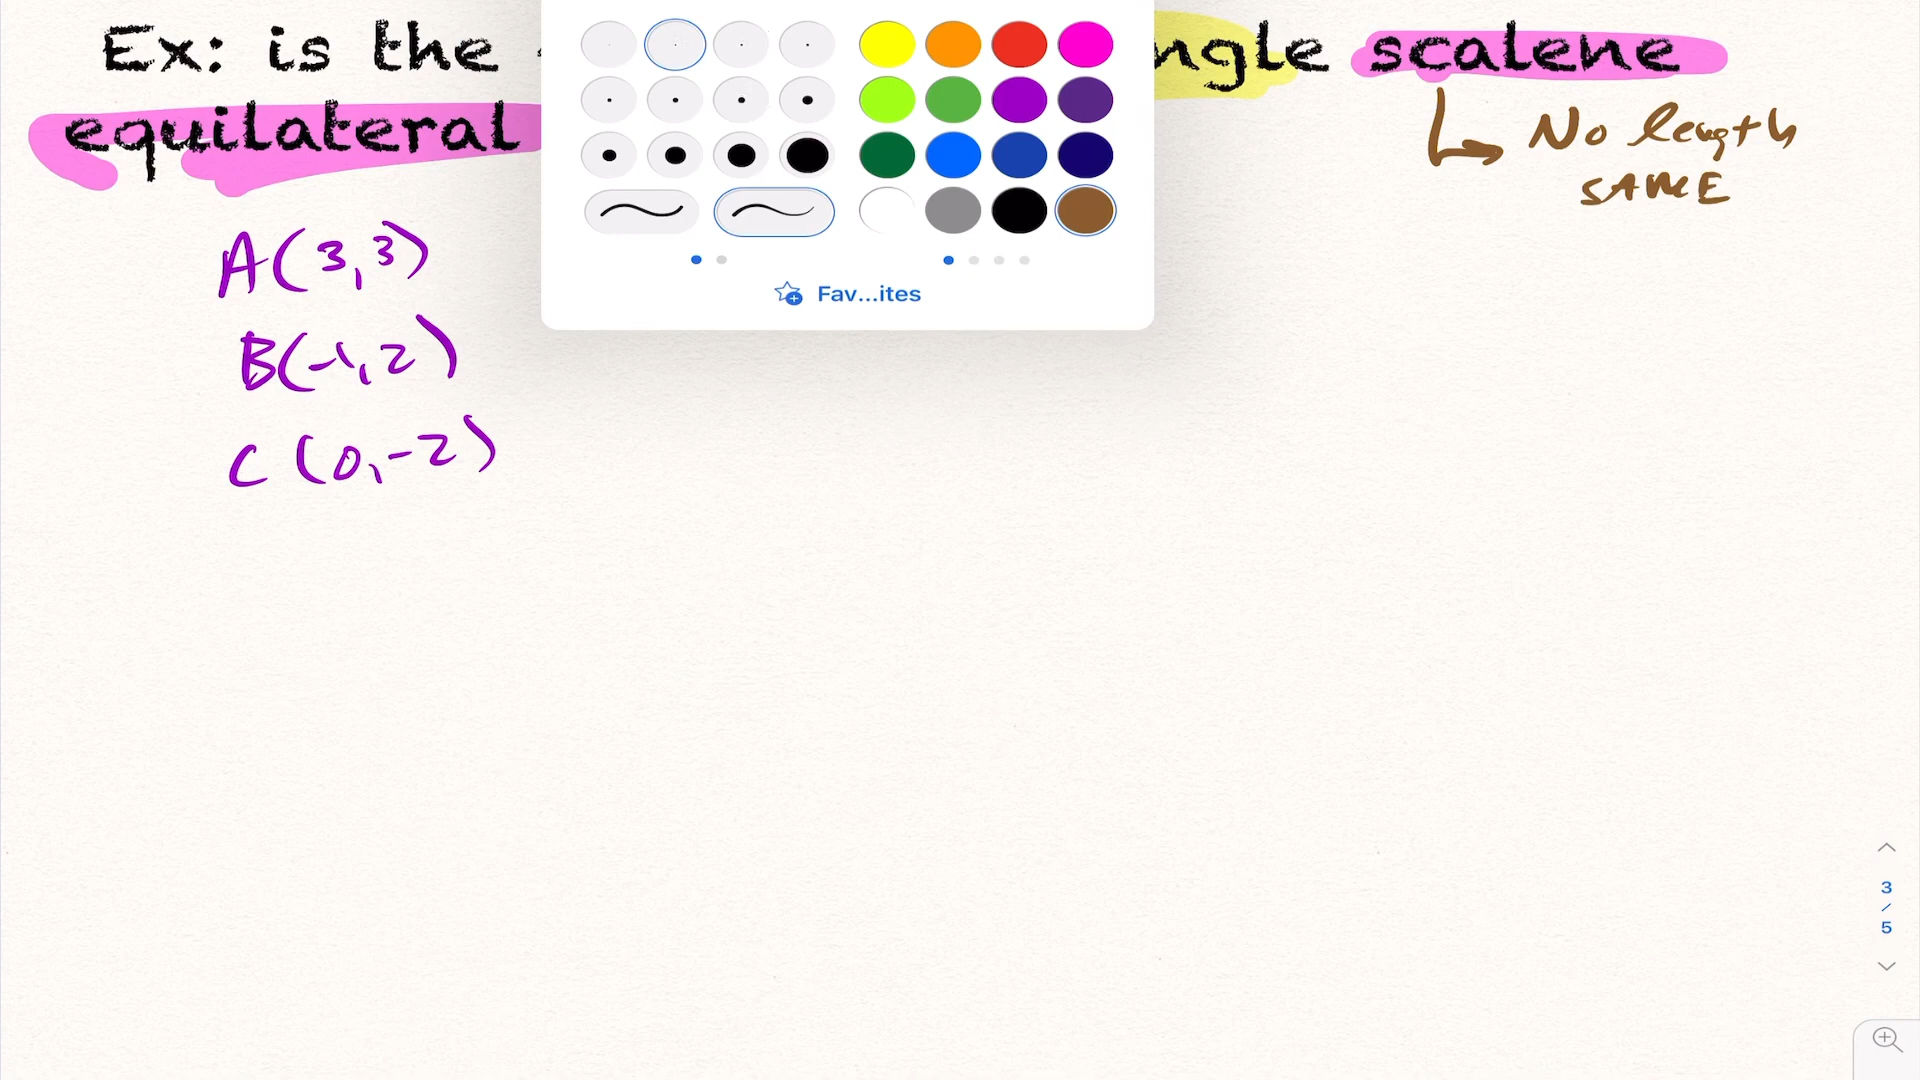 Ex: is the ngle scalene
equilateral
No length
SAME
A(3,3)
B(-1,2)
C(0,-2)
Fav...ites
3
/
5